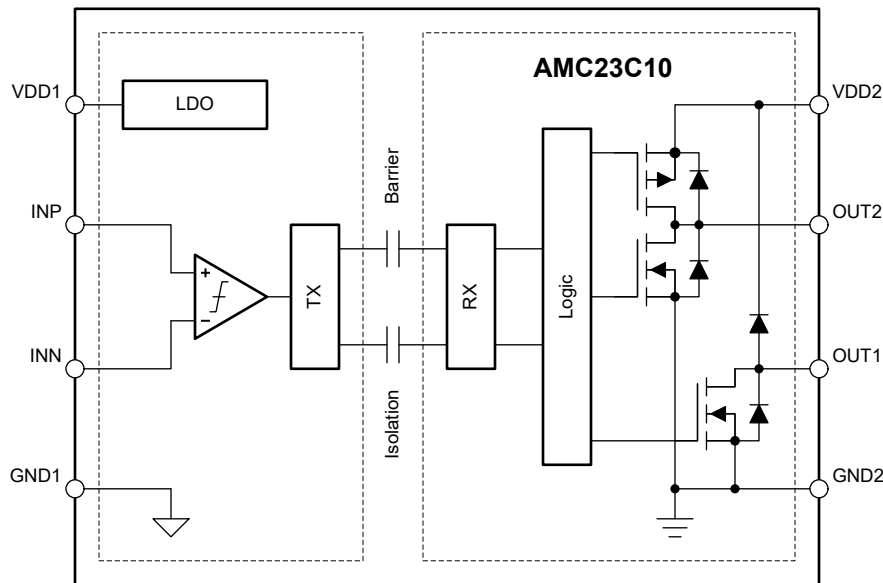 AMC23C10
VDD1
LDO
VDD2
Barrier
INP
OUT2
+
TX
RX
Logic
−
INN
OUT1
Isolation
GND1
GND2